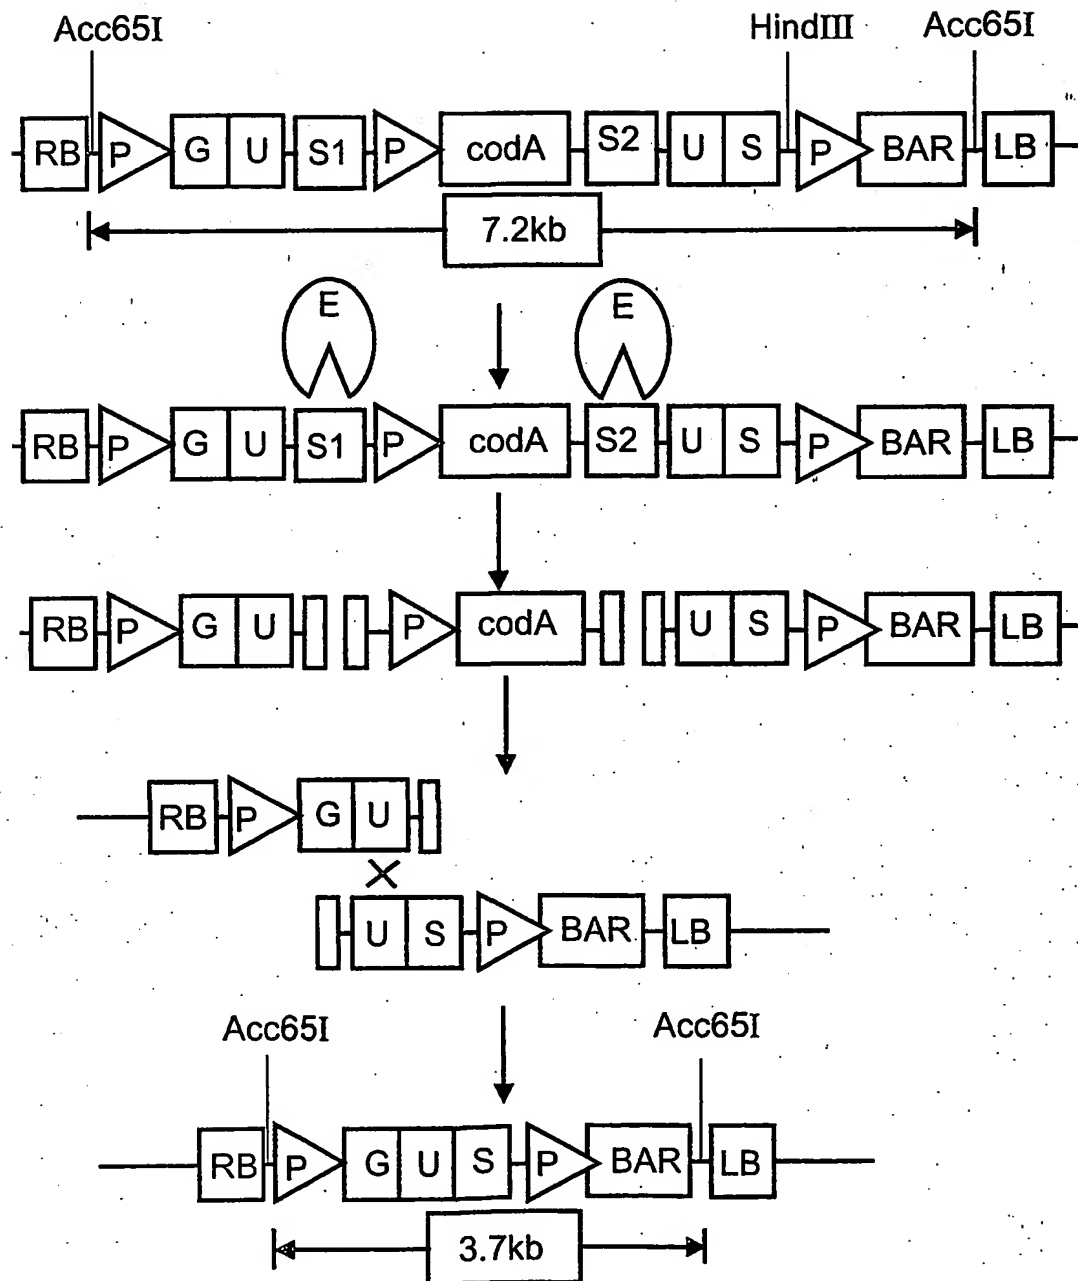 Acc65I HindIII Acc65I
RB P G U S1 P codA S2 U S P BAR LB
7.2kb
E E
RB P G U S1 P codA S2 U S P BAR LB
RB P G U P codA U S P BAR LB
RB P G U
U S P BAR LB
Acc65I Acc65I
RB P G U S P BAR LB
3.7kb